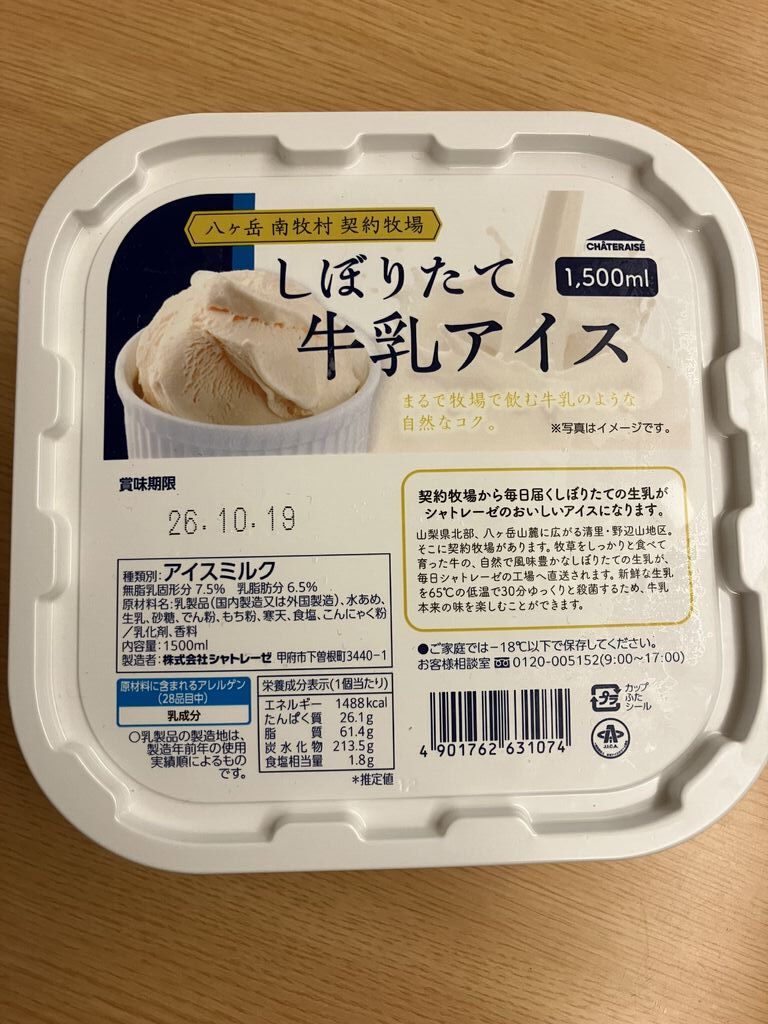 八ヶ岳 南牧村 契約牧場
CHÂTERAISÉ
しぼりたて
1,500ml
牛乳アイス
まるで牧場で飲む牛乳のような
自然なコク。
※写真はイメージです。
賞味期限
26.10.19
種類別:アイスミルク
無脂乳固形分 7.5% 乳脂肪分 6.5%
原材料名:乳製品(国内製造又は外国製造)、水あめ、
生乳、砂糖、でん粉、もち粉、寒天、食塩、こんにゃく粉
/乳化剤、香料
内容量:1500ml
製造者:株式会社シャトレーゼ 甲府市下曽根町3440-1
原材料に含まれるアレルゲン
(28品目中)
乳成分
○乳製品の製造地は、
製造年前年の使用
実績順によるもの
です。
栄養成分表示(1個当たり)
エネルギー 1488kcal
たんぱく質 26.1g
脂質 61.4g
炭水化物 213.5g
食塩相当量 1.8g
*推定値
契約牧場から毎日届くしぼりたての生乳が
シャトレーゼのおいしいアイスになります。
山梨県北部、八ヶ岳山麓に広がる清里・野辺山地区。
そこに契約牧場があります。牧草をしっかりと食べて
育った牛の、自然で風味豊かなしぼりたての生乳が、
毎日シャトレーゼの工場へ直送されます。新鮮な生乳
を65℃の低温で30分ゆっくりと殺菌するため、牛乳
本来の味を楽しむことができます。
●ご家庭では-18℃以下で保存してください。
お客様相談室 0120-005152(9:00~17:00)
4 901762 631074
プラ
カップ
ふた
シール
J.I.C.A.